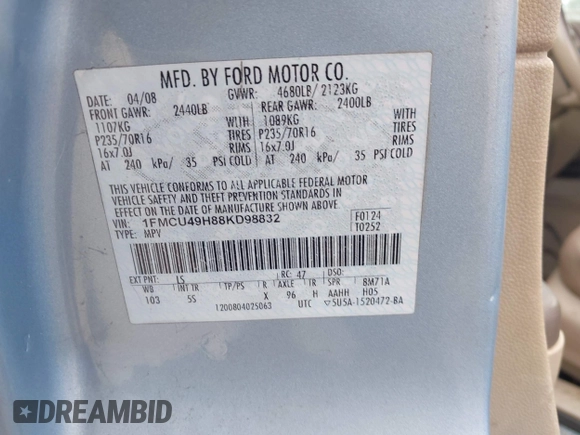 MFD. BY FORD MOTOR CO.
DATE: 04/08 GVWR: 4680LB/2123KG
FRONT GAWR: 2440LB REAR GAWR: 2400LB
1107KG WITH 1089KG WITH
P235/70R16 TIRES P235/70R16 TIRES
16x7.0J RIMS 16x7.0J RIMS
AT 240 kPa/ 35 PSI COLD AT 240 kPa/ 35 PSI COLD
THIS VEHICLE CONFORMS TO ALL APPLICABLE FEDERAL MOTOR
VEHICLE SAFETY AND THEFT PREVENTION STANDARDS IN
EFFECT ON THE DATE OF MANUFACTURE SHOWN ABOVE.
VIN: 1FMCU49H88KD98832 F0124
TYPE: MPV T0252
EXT PNT: LS RC: 47 DSO:
WB INT TR TP/PS R AXLE TR SPR 8M71A
103 5S X 96 H AAHH H05
1200804025063 UTC ▽5U5A-1520472-BA
DREAMBID